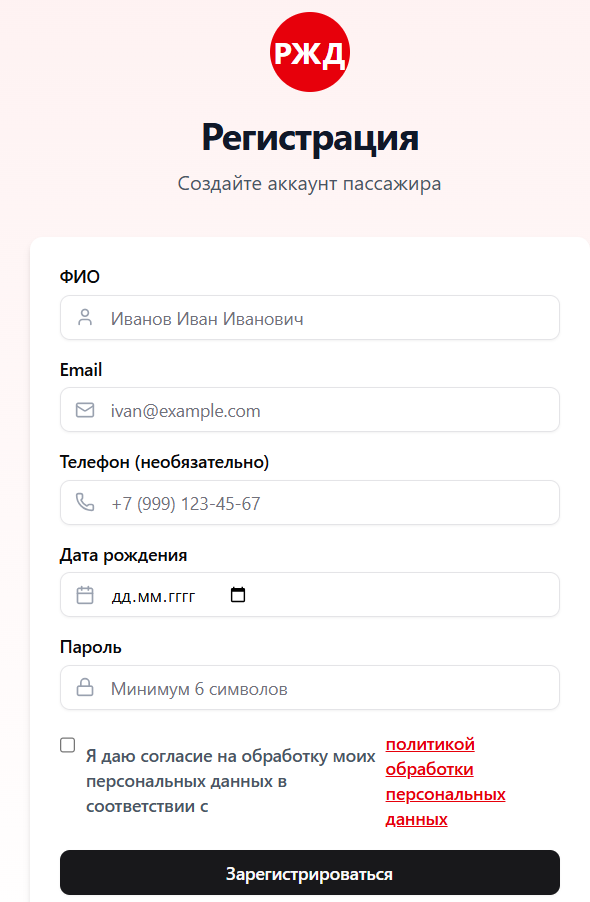 РЖД
Регистрация
Создайте аккаунт пассажира
ФИО
Иванов Иван Иванович
Email
ivan@example.com
Телефон (необязательно)
+7 (999) 123-45-67
Дата рождения
дд.мм.гггг
Пароль
Минимум 6 символов
Я даю согласие на обработку моих
персональных данных в
соответствии с
политикой
обработки
персональных
данных
Зарегистрироваться